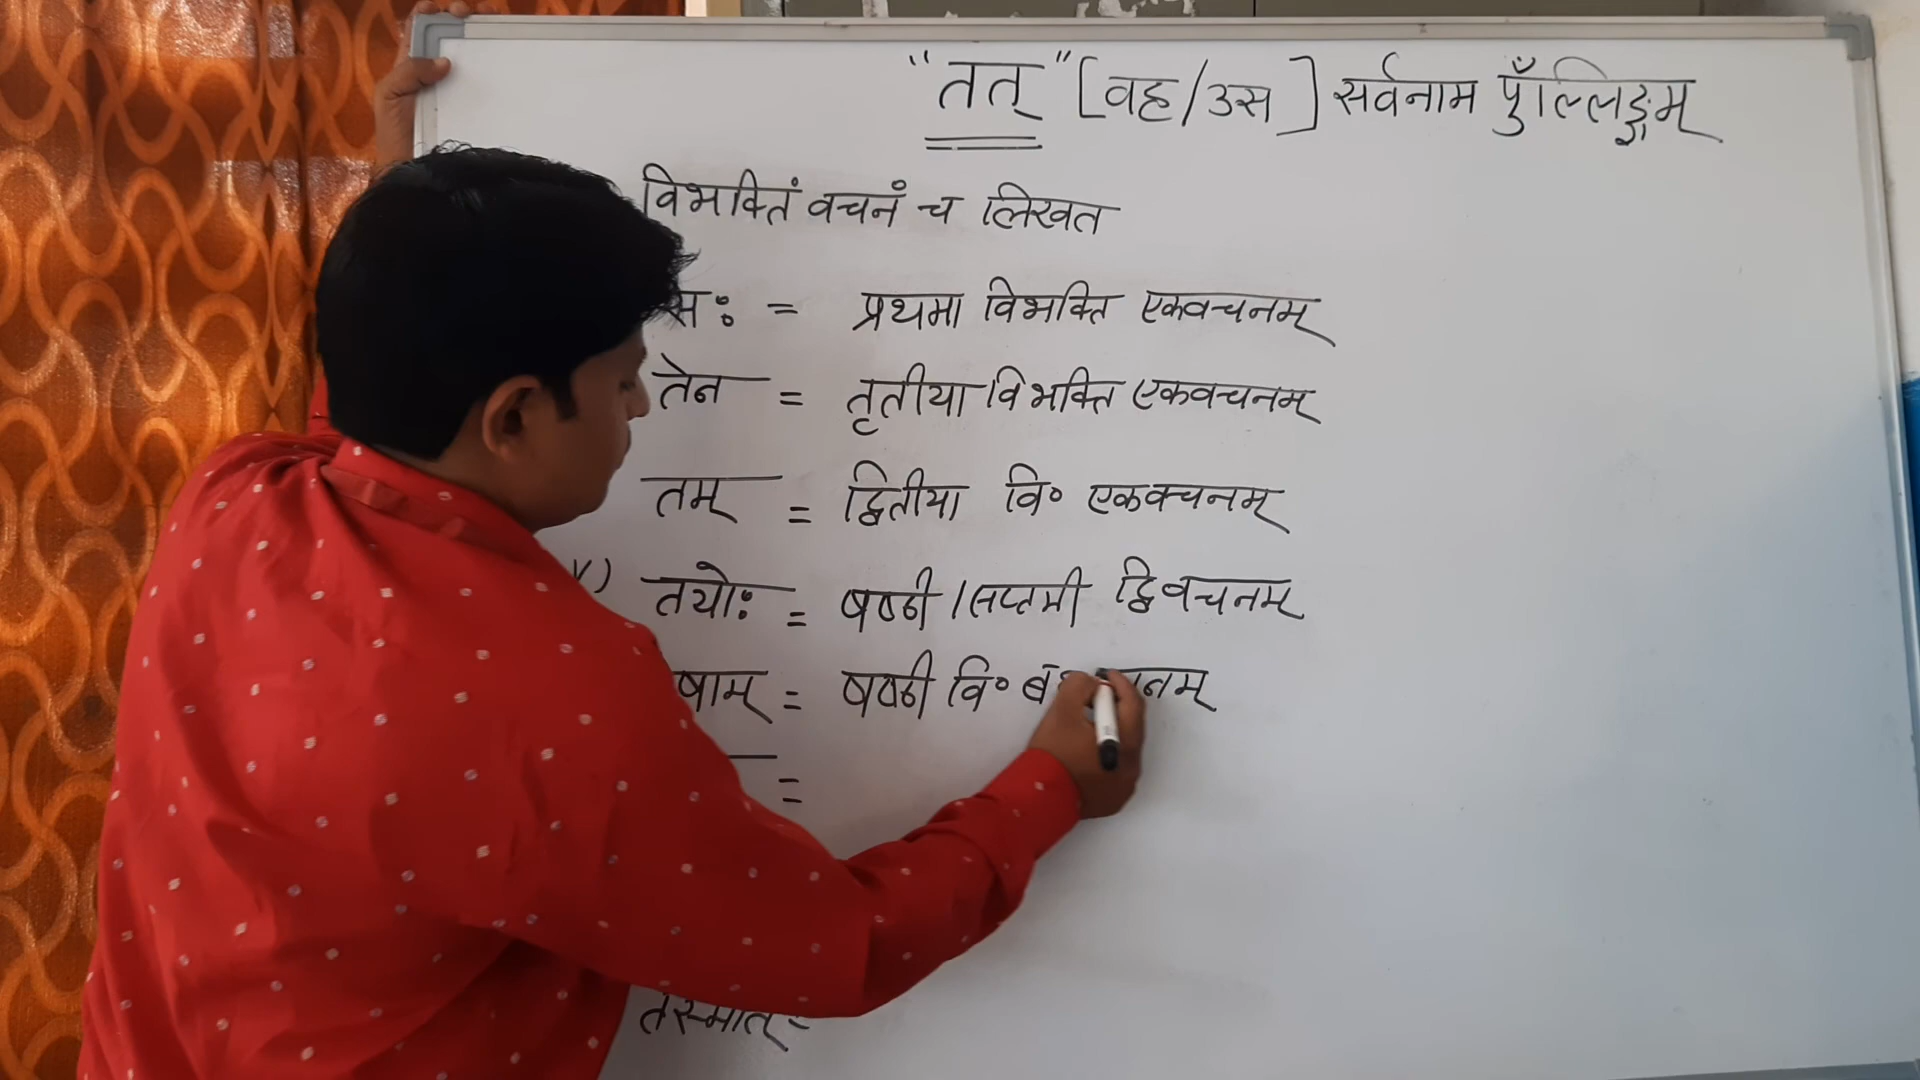 "तत्" [वह/उस] सर्वनाम पुँल्लिङ्गम्
विभक्तिं वचनं च लिखत
सः = प्रथमा विभक्ति एकवचनम्
तेन = तृतीया विभक्ति एकवचनम्
तम् = द्वितीया वि० एकवचनम्
तयोः = षष्ठी/सप्तमी द्विवचनम्
षाम् = षष्ठी वि० ब नम्
=
तस्मात् =